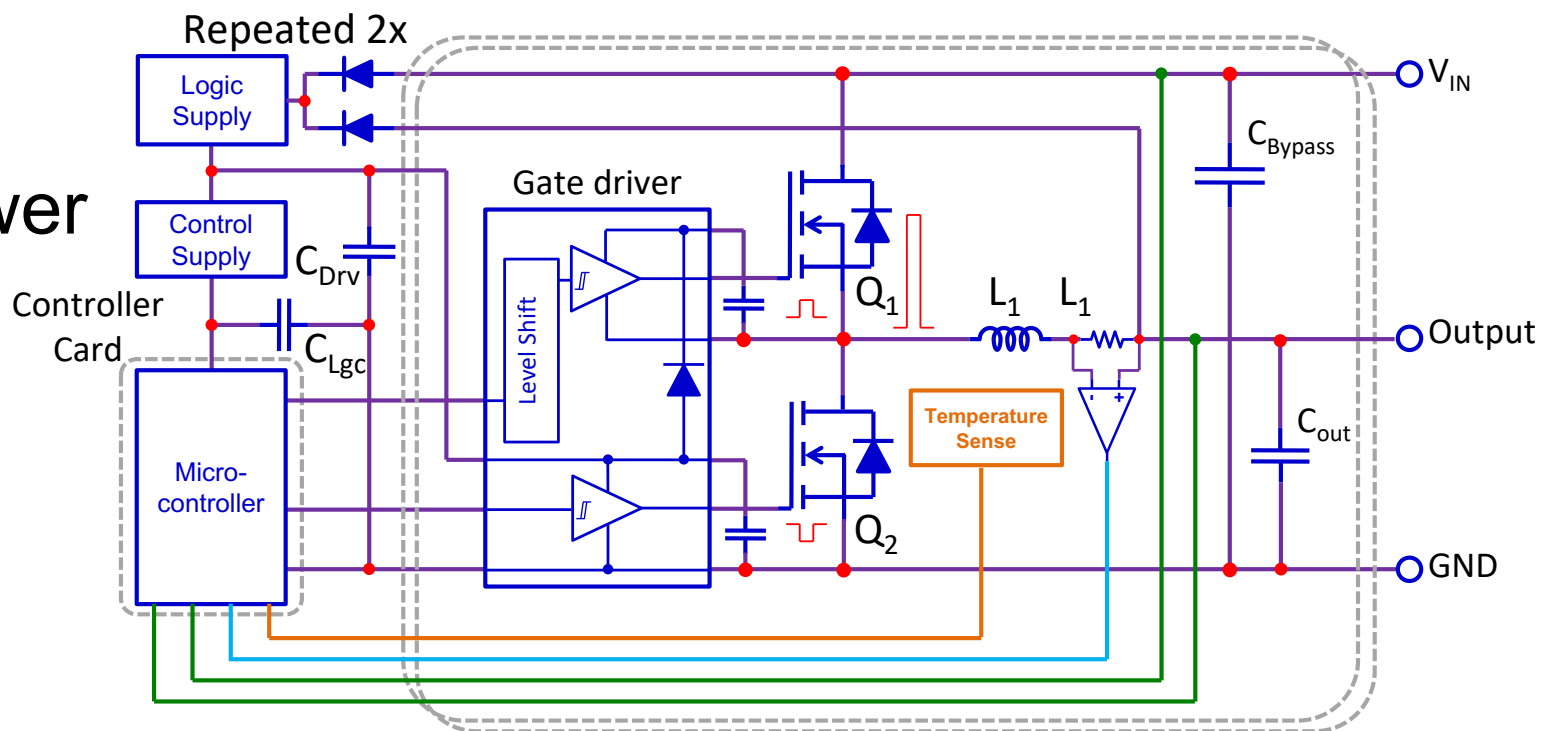 Repeated 2x
Logic
Supply
V_IN
C_Bypass
Gate driver
wer
Control
Supply
C_Drv
Controller
Card
C_Lgc
Level Shift
Q_1
L_1
L_1
Output
Temperature
Sense
- +
C_out
Micro-
controller
Q_2
GND